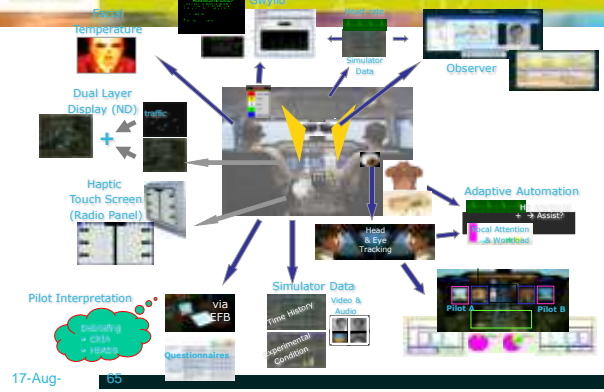 Temperature
Simulator
Data
Observer
Dual Layer
Display (ND)
traffic
+
Haptic
Touch Screen
(Radio Panel)
Adaptive Automation
+ → Assist?
Focal Attention
& Workload
Head
& Eye
Tracking
Pilot Interpretation
Debriefing
via
EFB
Questionnaires
Simulator Data
Time History
Experimental
Condition
Video &
Audio
Pilot A
Pilot B
17-Aug-
65